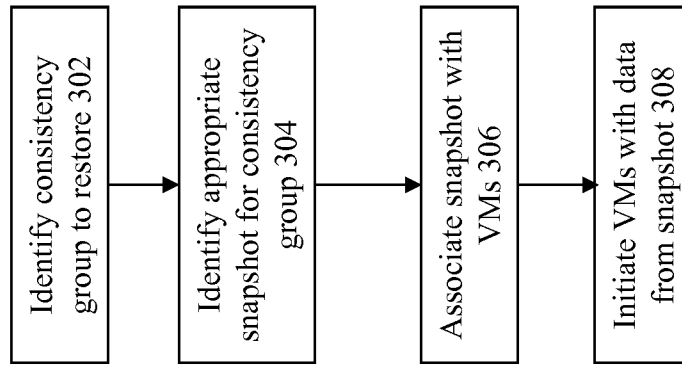 Identify consistency
group to restore 302
Identify appropriate
snapshot for consistency
group 304
Associate snapshot with
VMs 306
Initiate VMs with data
from snapshot 308